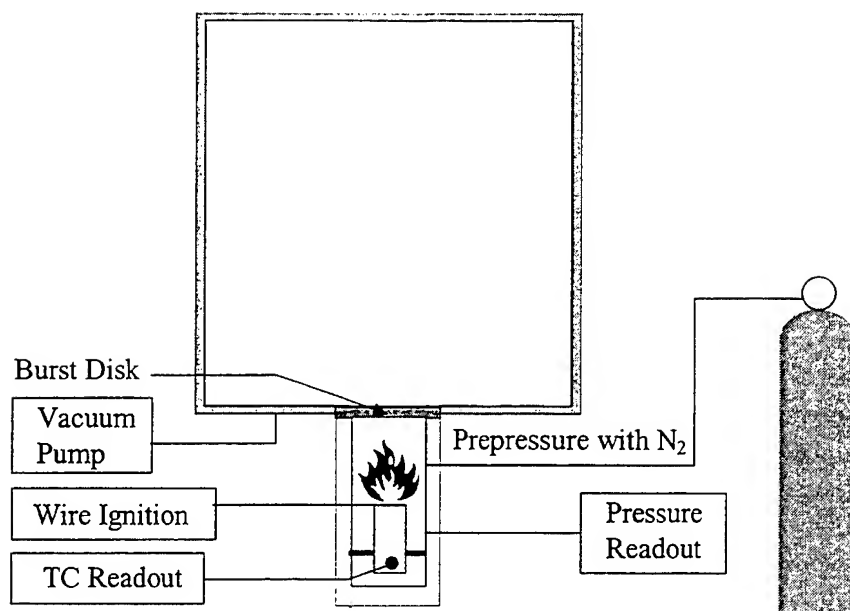 Burst Disk
Vacuum
Pump
Prepressure with N₂
Wire Ignition
Pressure
Readout
TC Readout